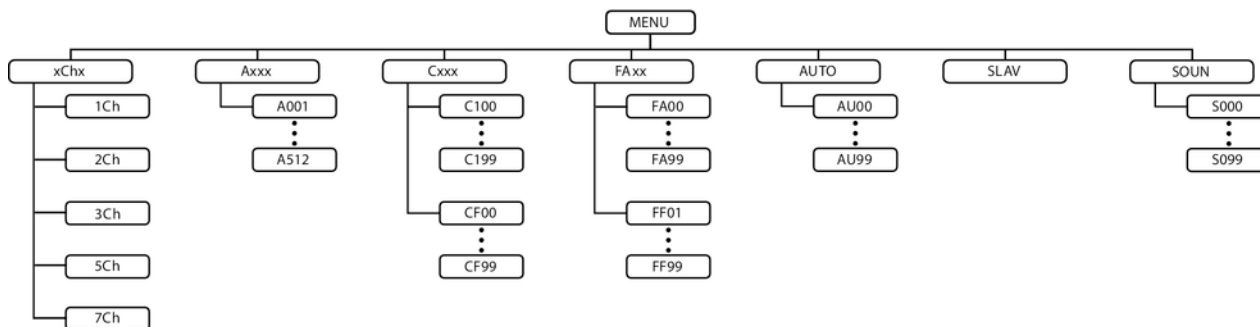 MENU
xChx Axxx Cxxx FAxx AUTO SLAV SOUN
1Ch A001 C100 FA00 AU00 S000
2Ch A512 C199 FA99 AU99 S099
3Ch CF00 FF01
5Ch CF99 FF99
7Ch